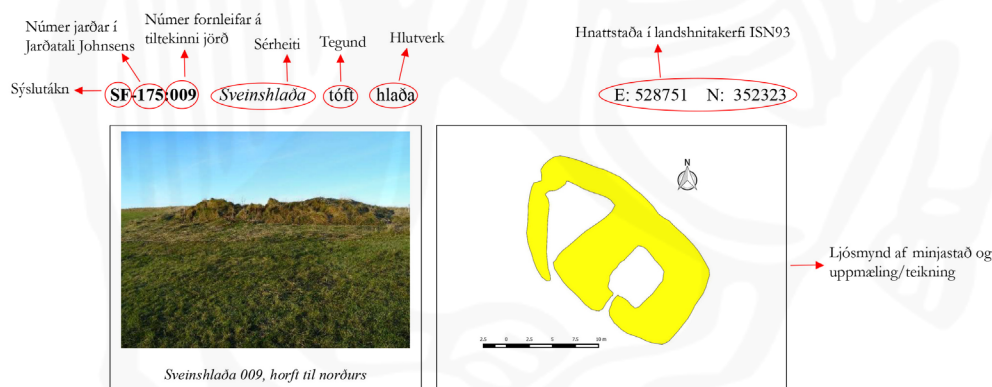 Númer jarðar í
Jarðatali Johnsens
Númer fornleifar á
tiltekinni jörð
Sérheiti
Tegund
Hlutverk
Hnattstaða í landshnitakerfi ISN93
Sýslutákn
SF-175:009 Sveinshlaða tóft hlaða E: 528751 N: 352323
N
2.5 0 2.5 5 7.5 10 m
Ljósmynd af minjastað og
uppmæling/teikning
Sveinshlaða 009, horft til norðurs